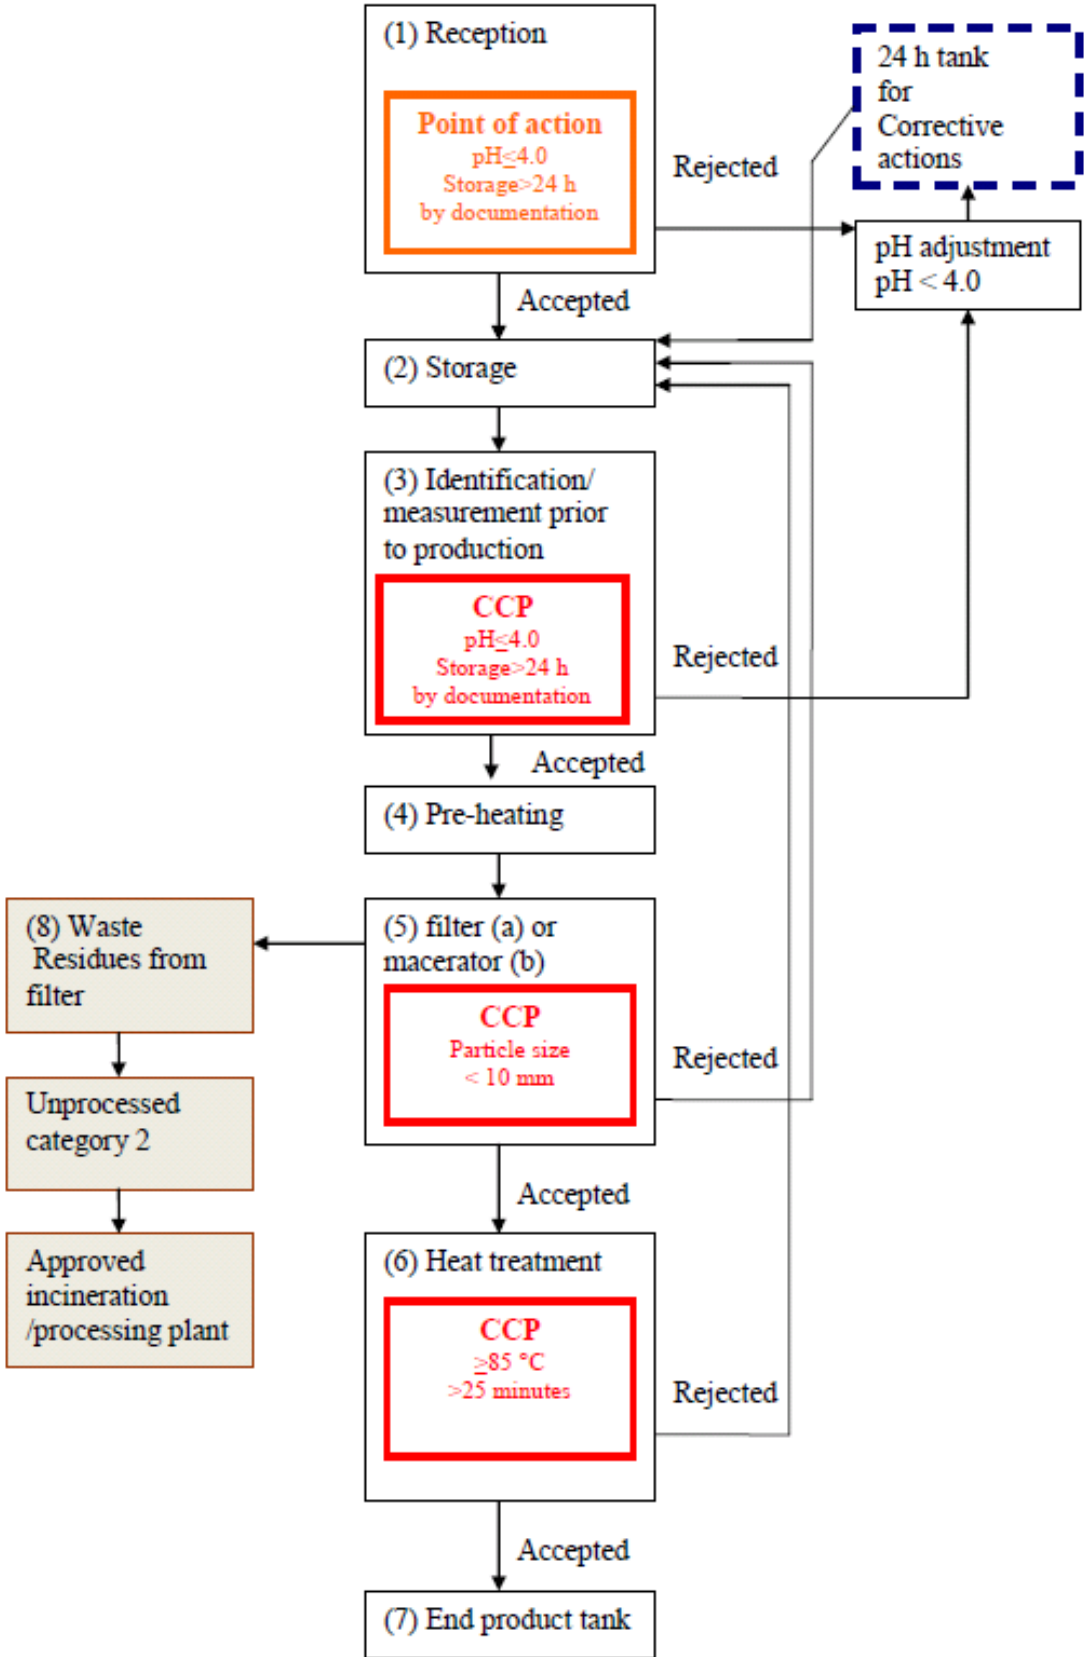 (1) Reception
Point of action
pH≤4.0
Storage>24 h
by documentation
Rejected
24 h tank
for
Corrective
actions
pH adjustment
pH < 4.0
Accepted
(2) Storage
(3) Identification/
measurement prior
to production
CCP
pH≤4.0
Storage>24 h
by documentation
Rejected
Accepted
(4) Pre-heating
(5) filter (a) or
macerator (b)
CCP
Particle size
< 10 mm
Rejected
(8) Waste
Residues from
filter
Unprocessed
category 2
Approved
incineration
/processing plant
Accepted
(6) Heat treatment
CCP
≥85 °C
>25 minutes
Rejected
Accepted
(7) End product tank